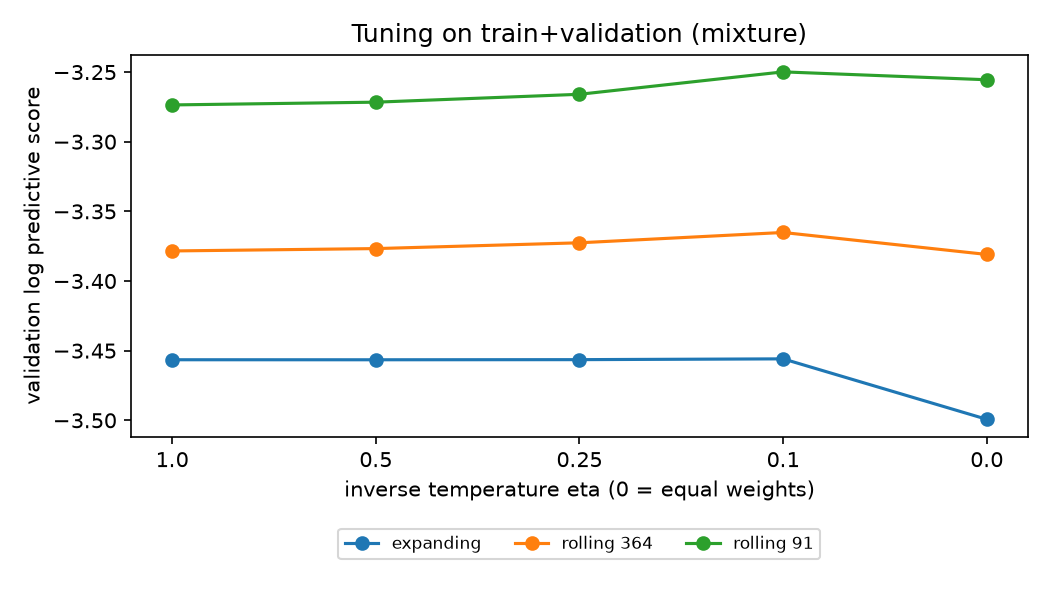 Tuning on train+validation (mixture)
validation log predictive score
−3.25
−3.30
−3.35
−3.40
−3.45
−3.50
1.0 0.5 0.25 0.1 0.0
inverse temperature eta (0 = equal weights)
expanding rolling 364 rolling 91